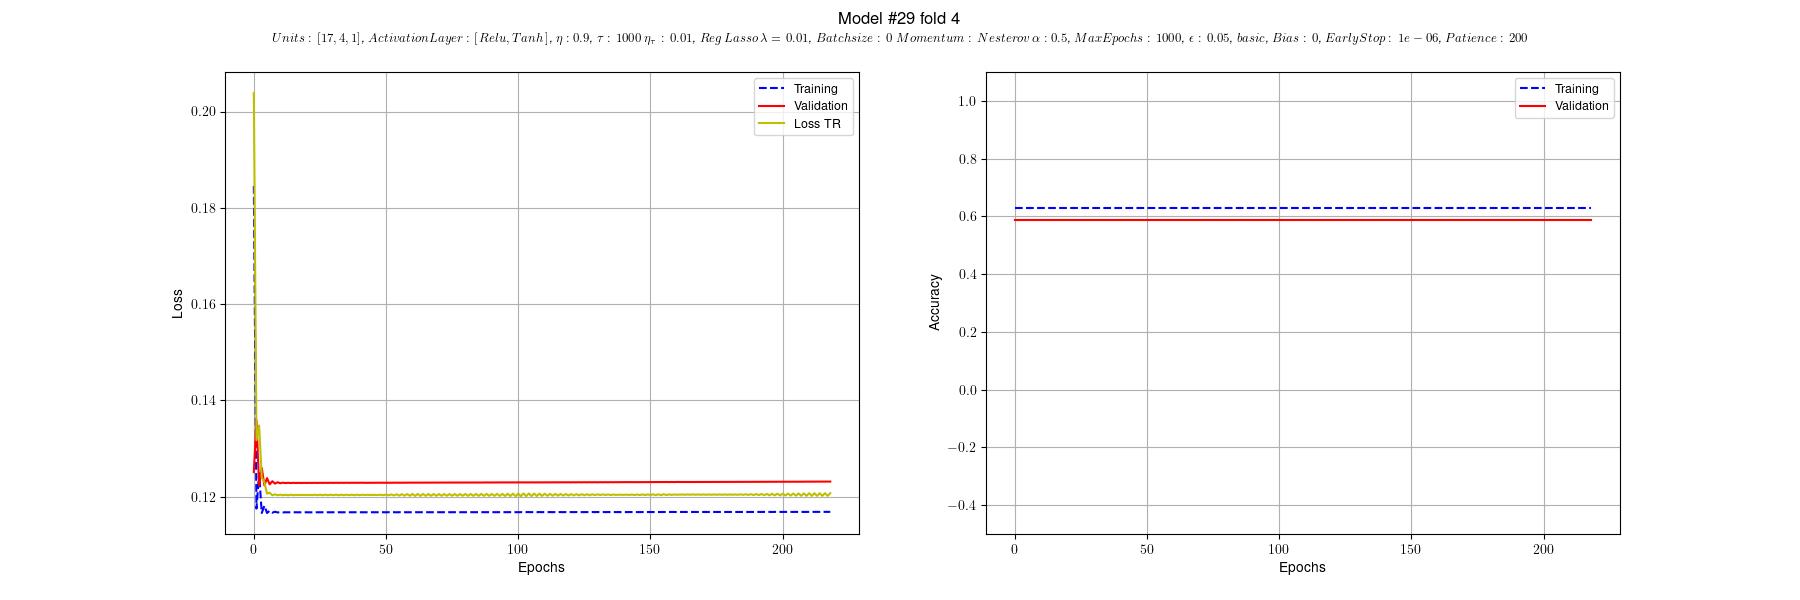 Model #29 fold 4
Units : [17, 4, 1], ActivationLayer : [Relu, Tanh], η : 0.9, τ : 1000 ητ : 0.01, Reg Lasso λ = 0.01, Batchsize : 0 Momentum : Nesterov α : 0.5, MaxEpochs : 1000, ϵ : 0.05, basic, Bias : 0, EarlyStop : 1e − 06, Patience : 200
Loss
0.20
0.18
0.16
0.14
0.12
0
50
100
150
200
Epochs
Training
Validation
Loss TR
Accuracy
1.0
0.8
0.6
0.4
0.2
0.0
−0.2
−0.4
0
50
100
150
200
Epochs
Training
Validation